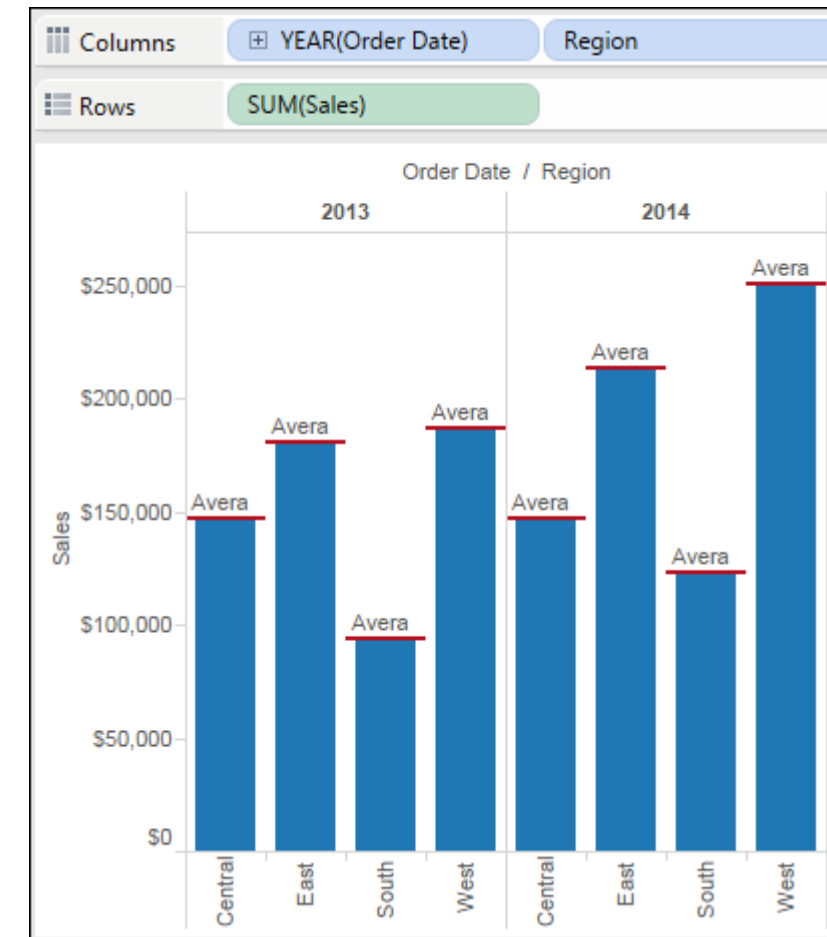 Columns YEAR(Order Date) Region
Rows SUM(Sales)
Order Date / Region
2013 2014
$250,000
$200,000
$150,000
$100,000
$50,000
$0
Sales
Avera Avera Avera Avera Avera Avera Avera Avera
Central East South West Central East South West